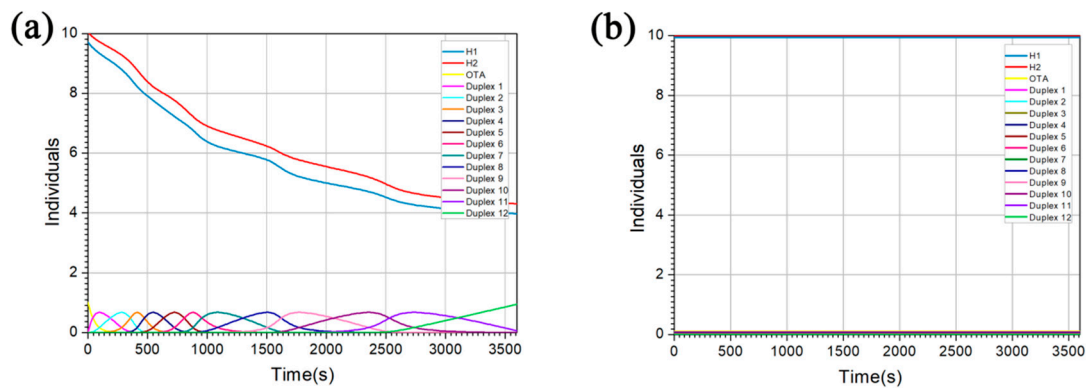 (a)
10
8
6
4
2
0
Individuals
0 500 1000 1500 2000 2500 3000 3500
Time(s)
H1
H2
OTA
Duplex 1
Duplex 2
Duplex 3
Duplex 4
Duplex 5
Duplex 6
Duplex 7
Duplex 8
Duplex 9
Duplex 10
Duplex 11
Duplex 12
(b)
10
8
6
4
2
0
Individuals
0 500 1000 1500 2000 2500 3000 3500
Time(s)
H1
H2
OTA
Duplex 1
Duplex 2
Duplex 3
Duplex 4
Duplex 5
Duplex 6
Duplex 7
Duplex 8
Duplex 9
Duplex 10
Duplex 11
Duplex 12